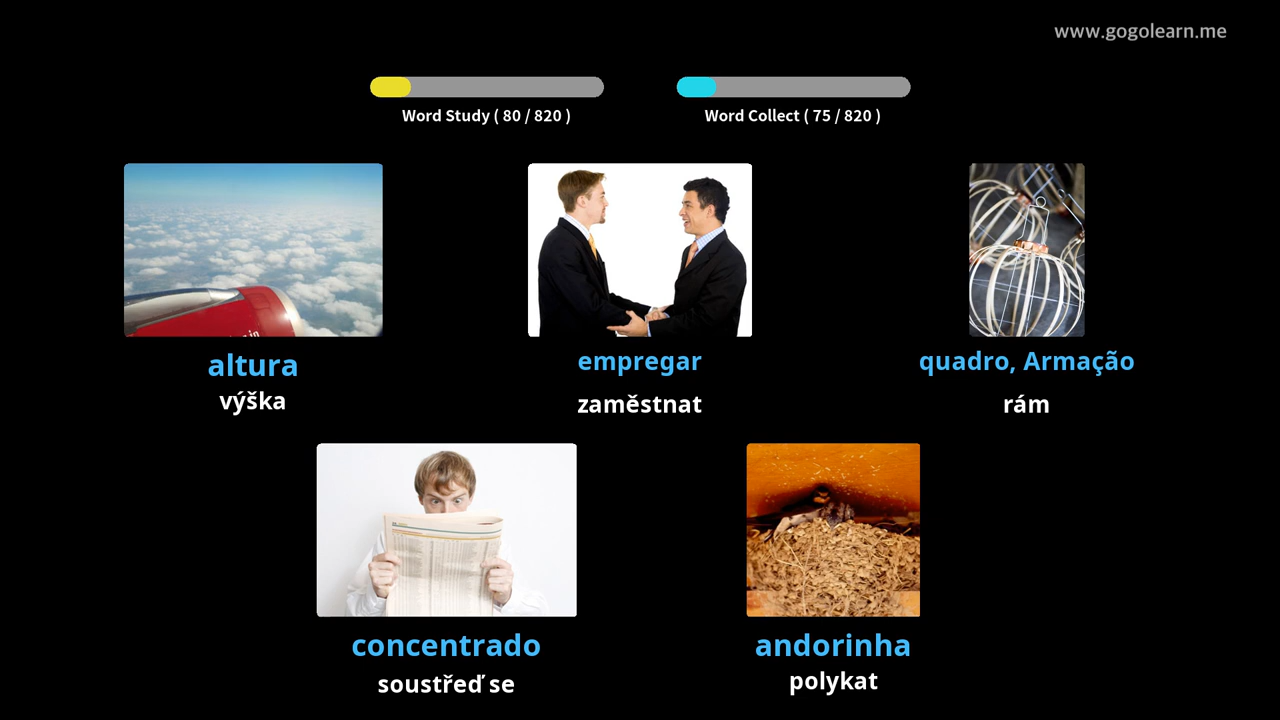 www.gogolearn.me
Word Study ( 80 / 820 )
Word Collect ( 75 / 820 )
altura
výška
empregar
zaměstnat
quadro, Armação
rám
concentrado
soustřeď se
andorinha
polykat